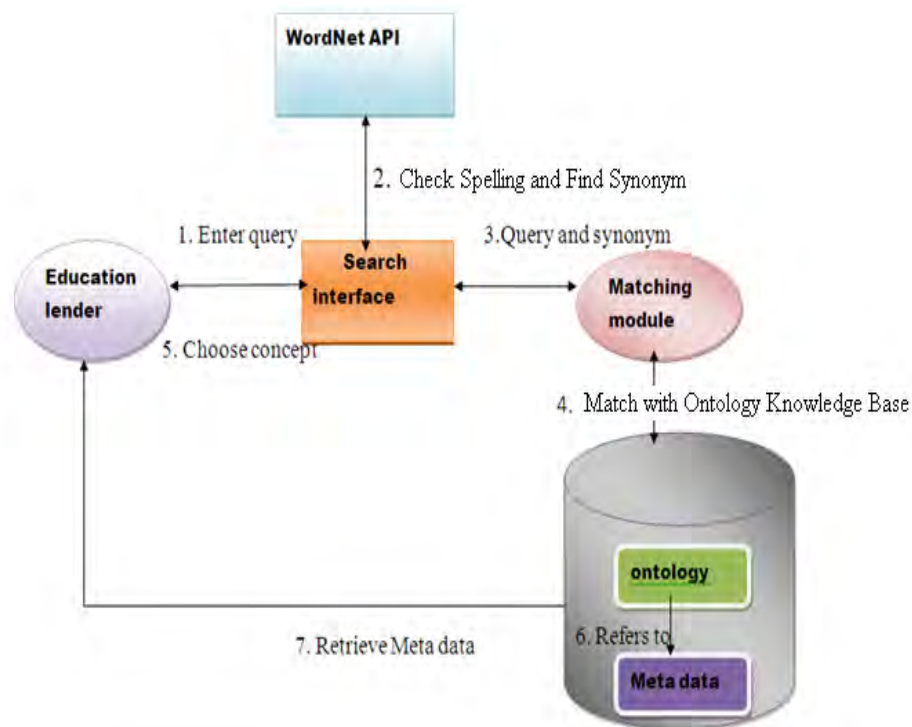 WordNet API
2. Check Spelling and Find Synonym
1. Enter query
3.Query and synonym
Education
lender
Search
interface
Matching
module
5. Choose concept
4. Match with Ontology Knowledge Base
ontology
6. Refers to
7. Retrieve Meta data
Meta data